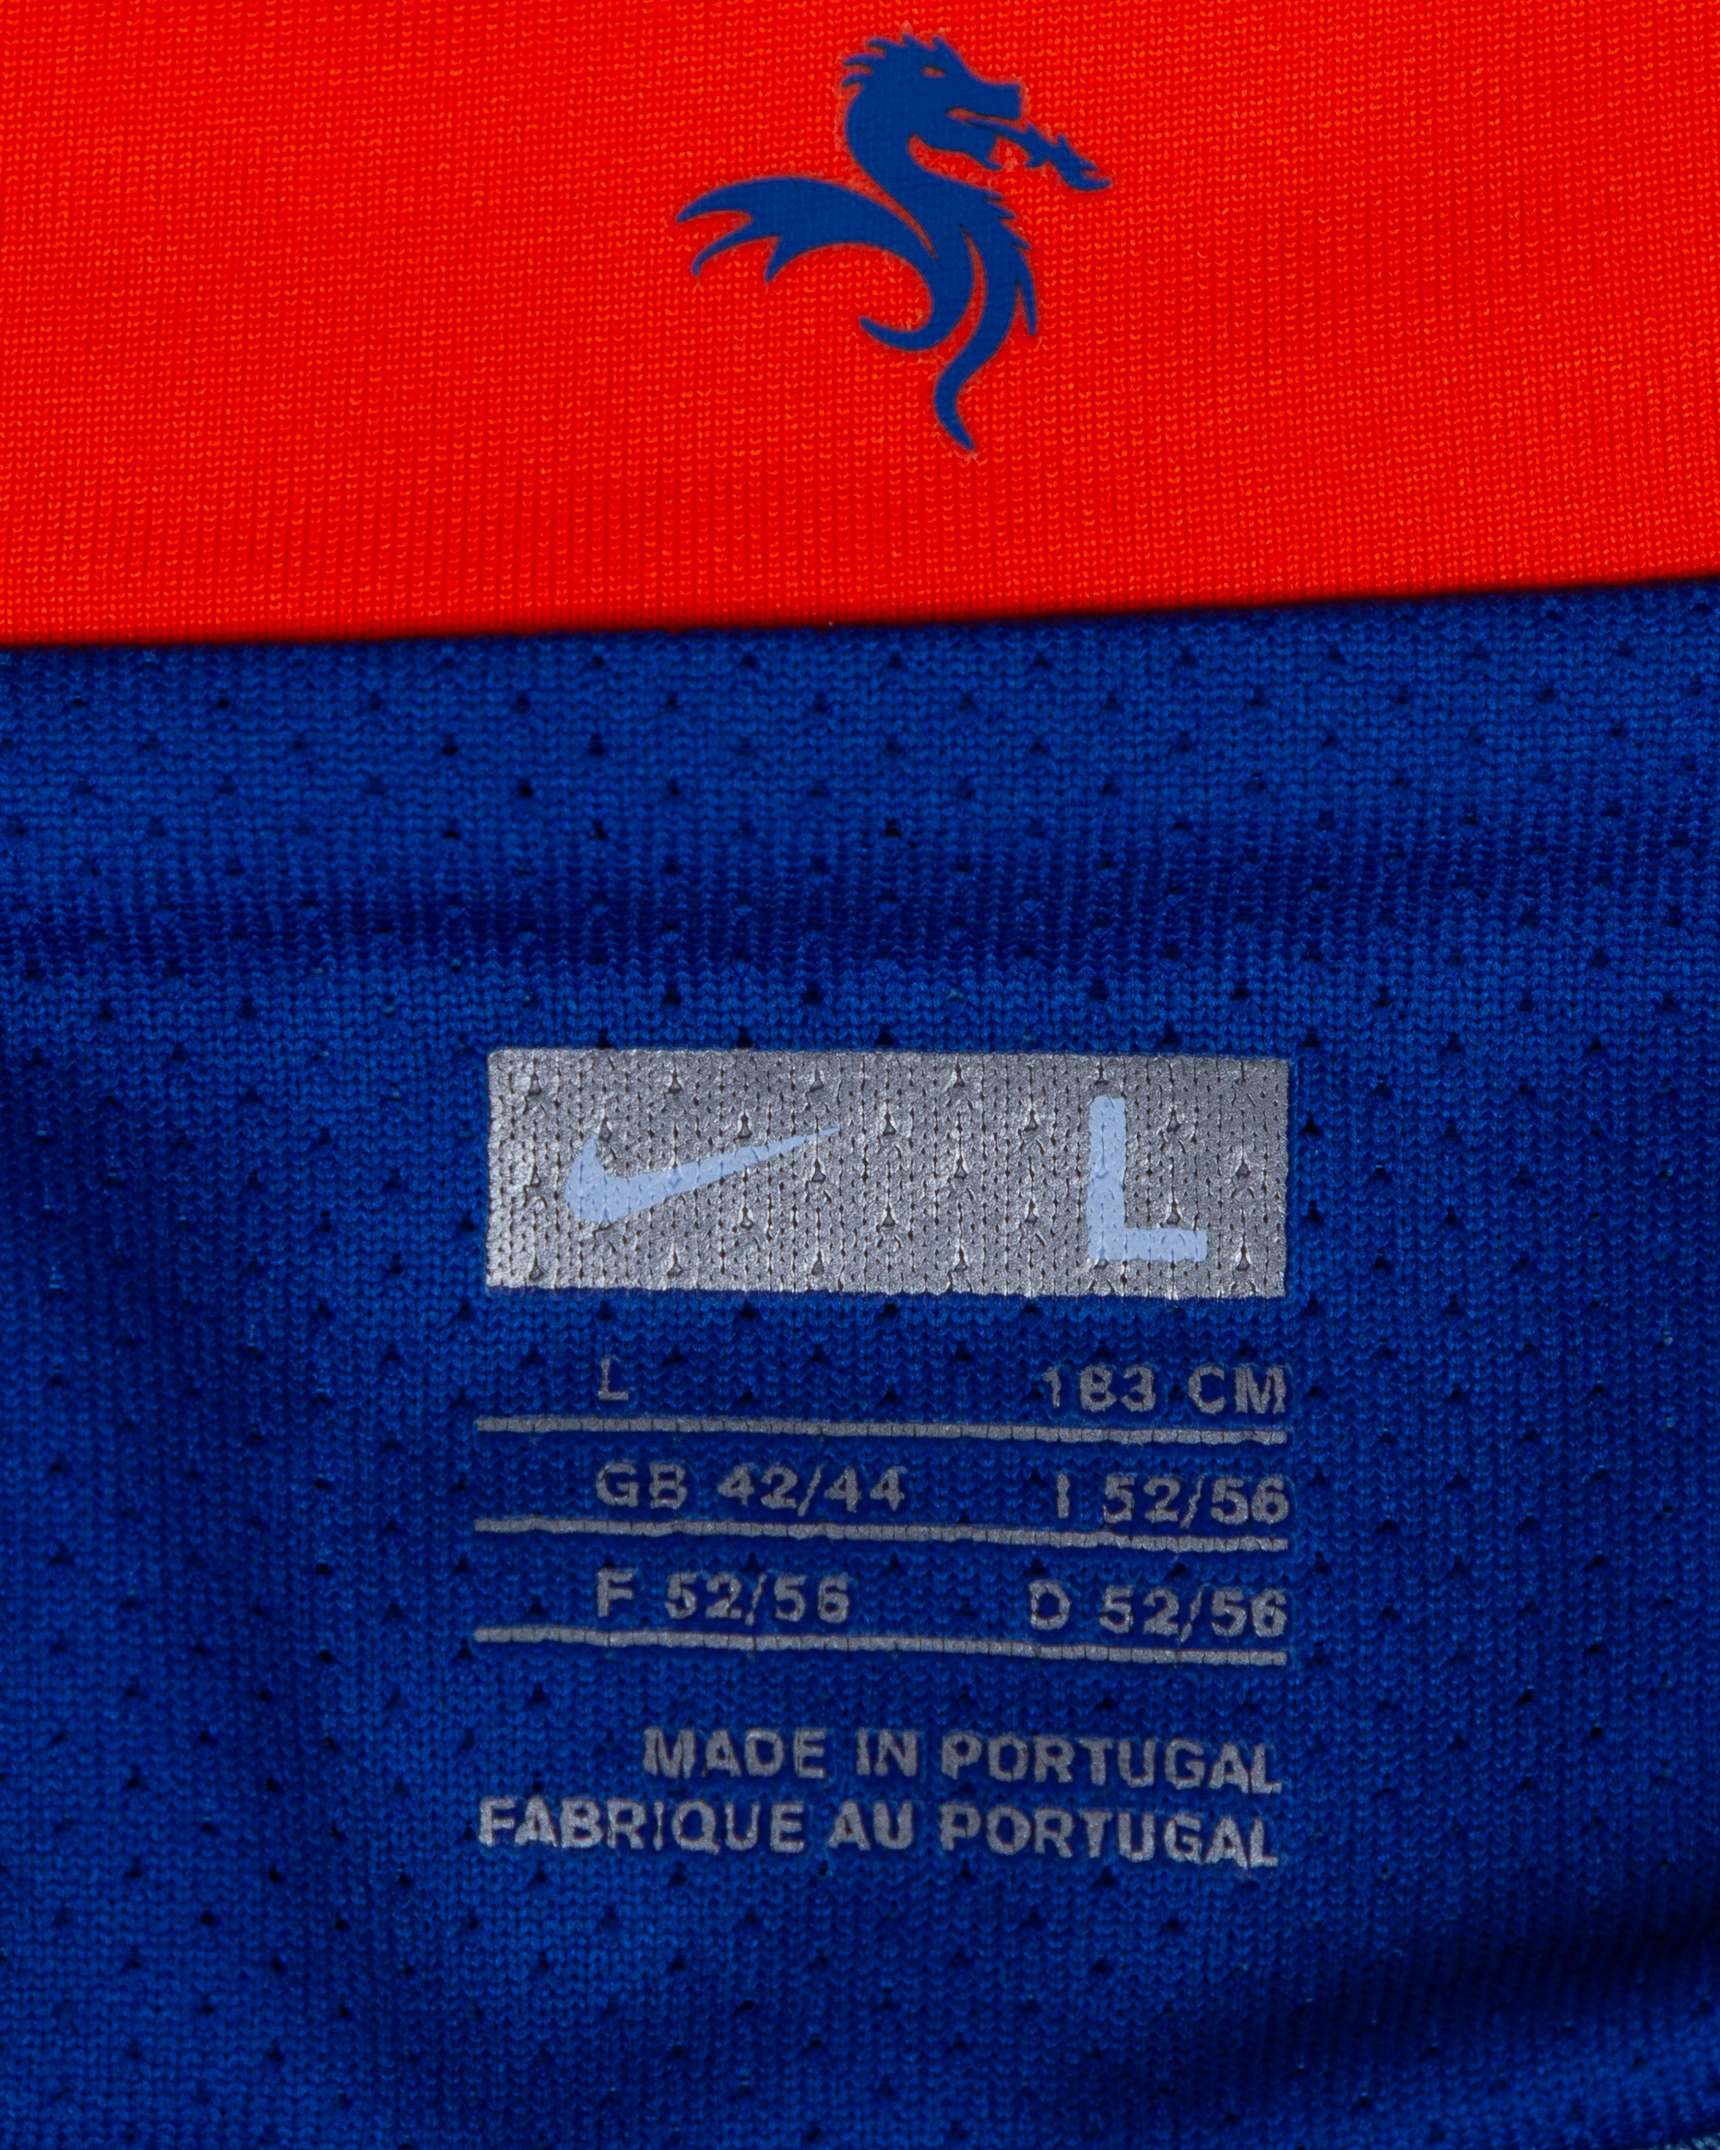 L
L 183 CM
GB 42/44 I 52/56
F 52/56 D 52/56
MADE IN PORTUGAL
FABRIQUE AU PORTUGAL